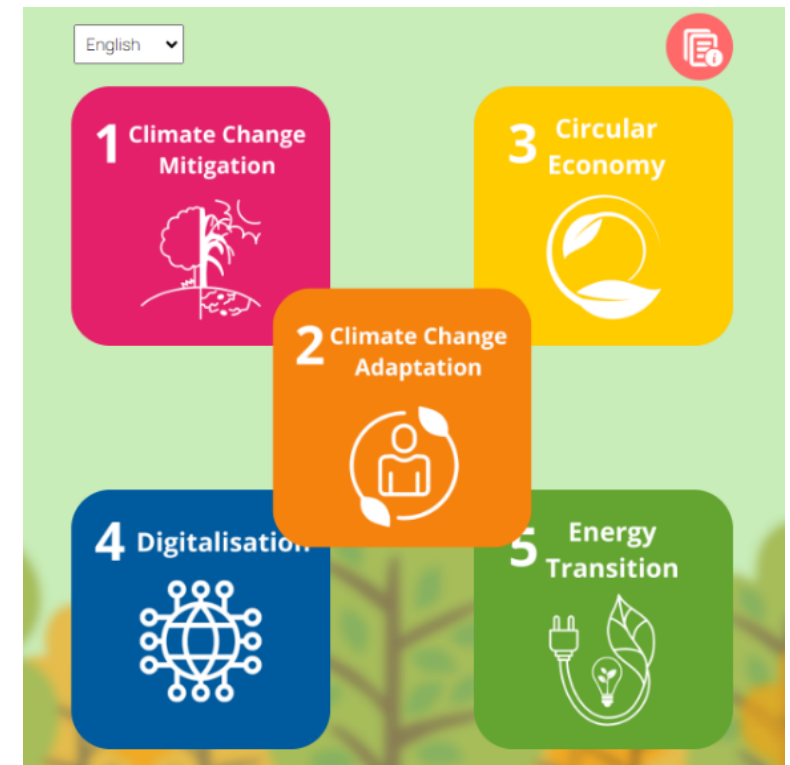 English
1 Climate Change
Mitigation
3 Circular
Economy
2 Climate Change
Adaptation
4 Digitalisation
5 Energy
Transition